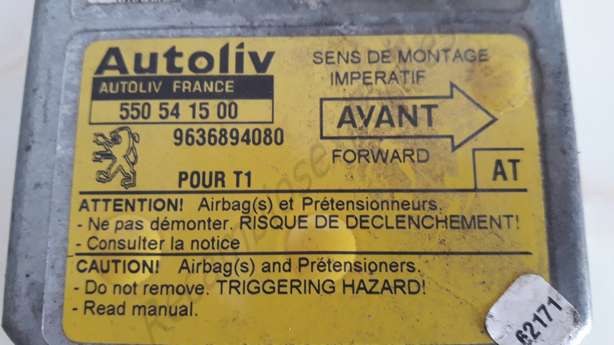 Autoliv
AUTOLIV FRANCE
550 54 15 00
9636894080
POUR T1
SENS DE MONTAGE
IMPERATIF
AVANT
FORWARD
AT
ATTENTION! Airbag(s) et Prétensionneurs.
- Ne pas démonter. RISQUE DE DECLENCHEMENT!
- Consulter la notice
CAUTION! Airbag(s) and Prétensioners.
- Do not remove. TRIGGERING HAZARD!
- Read manual.
62171